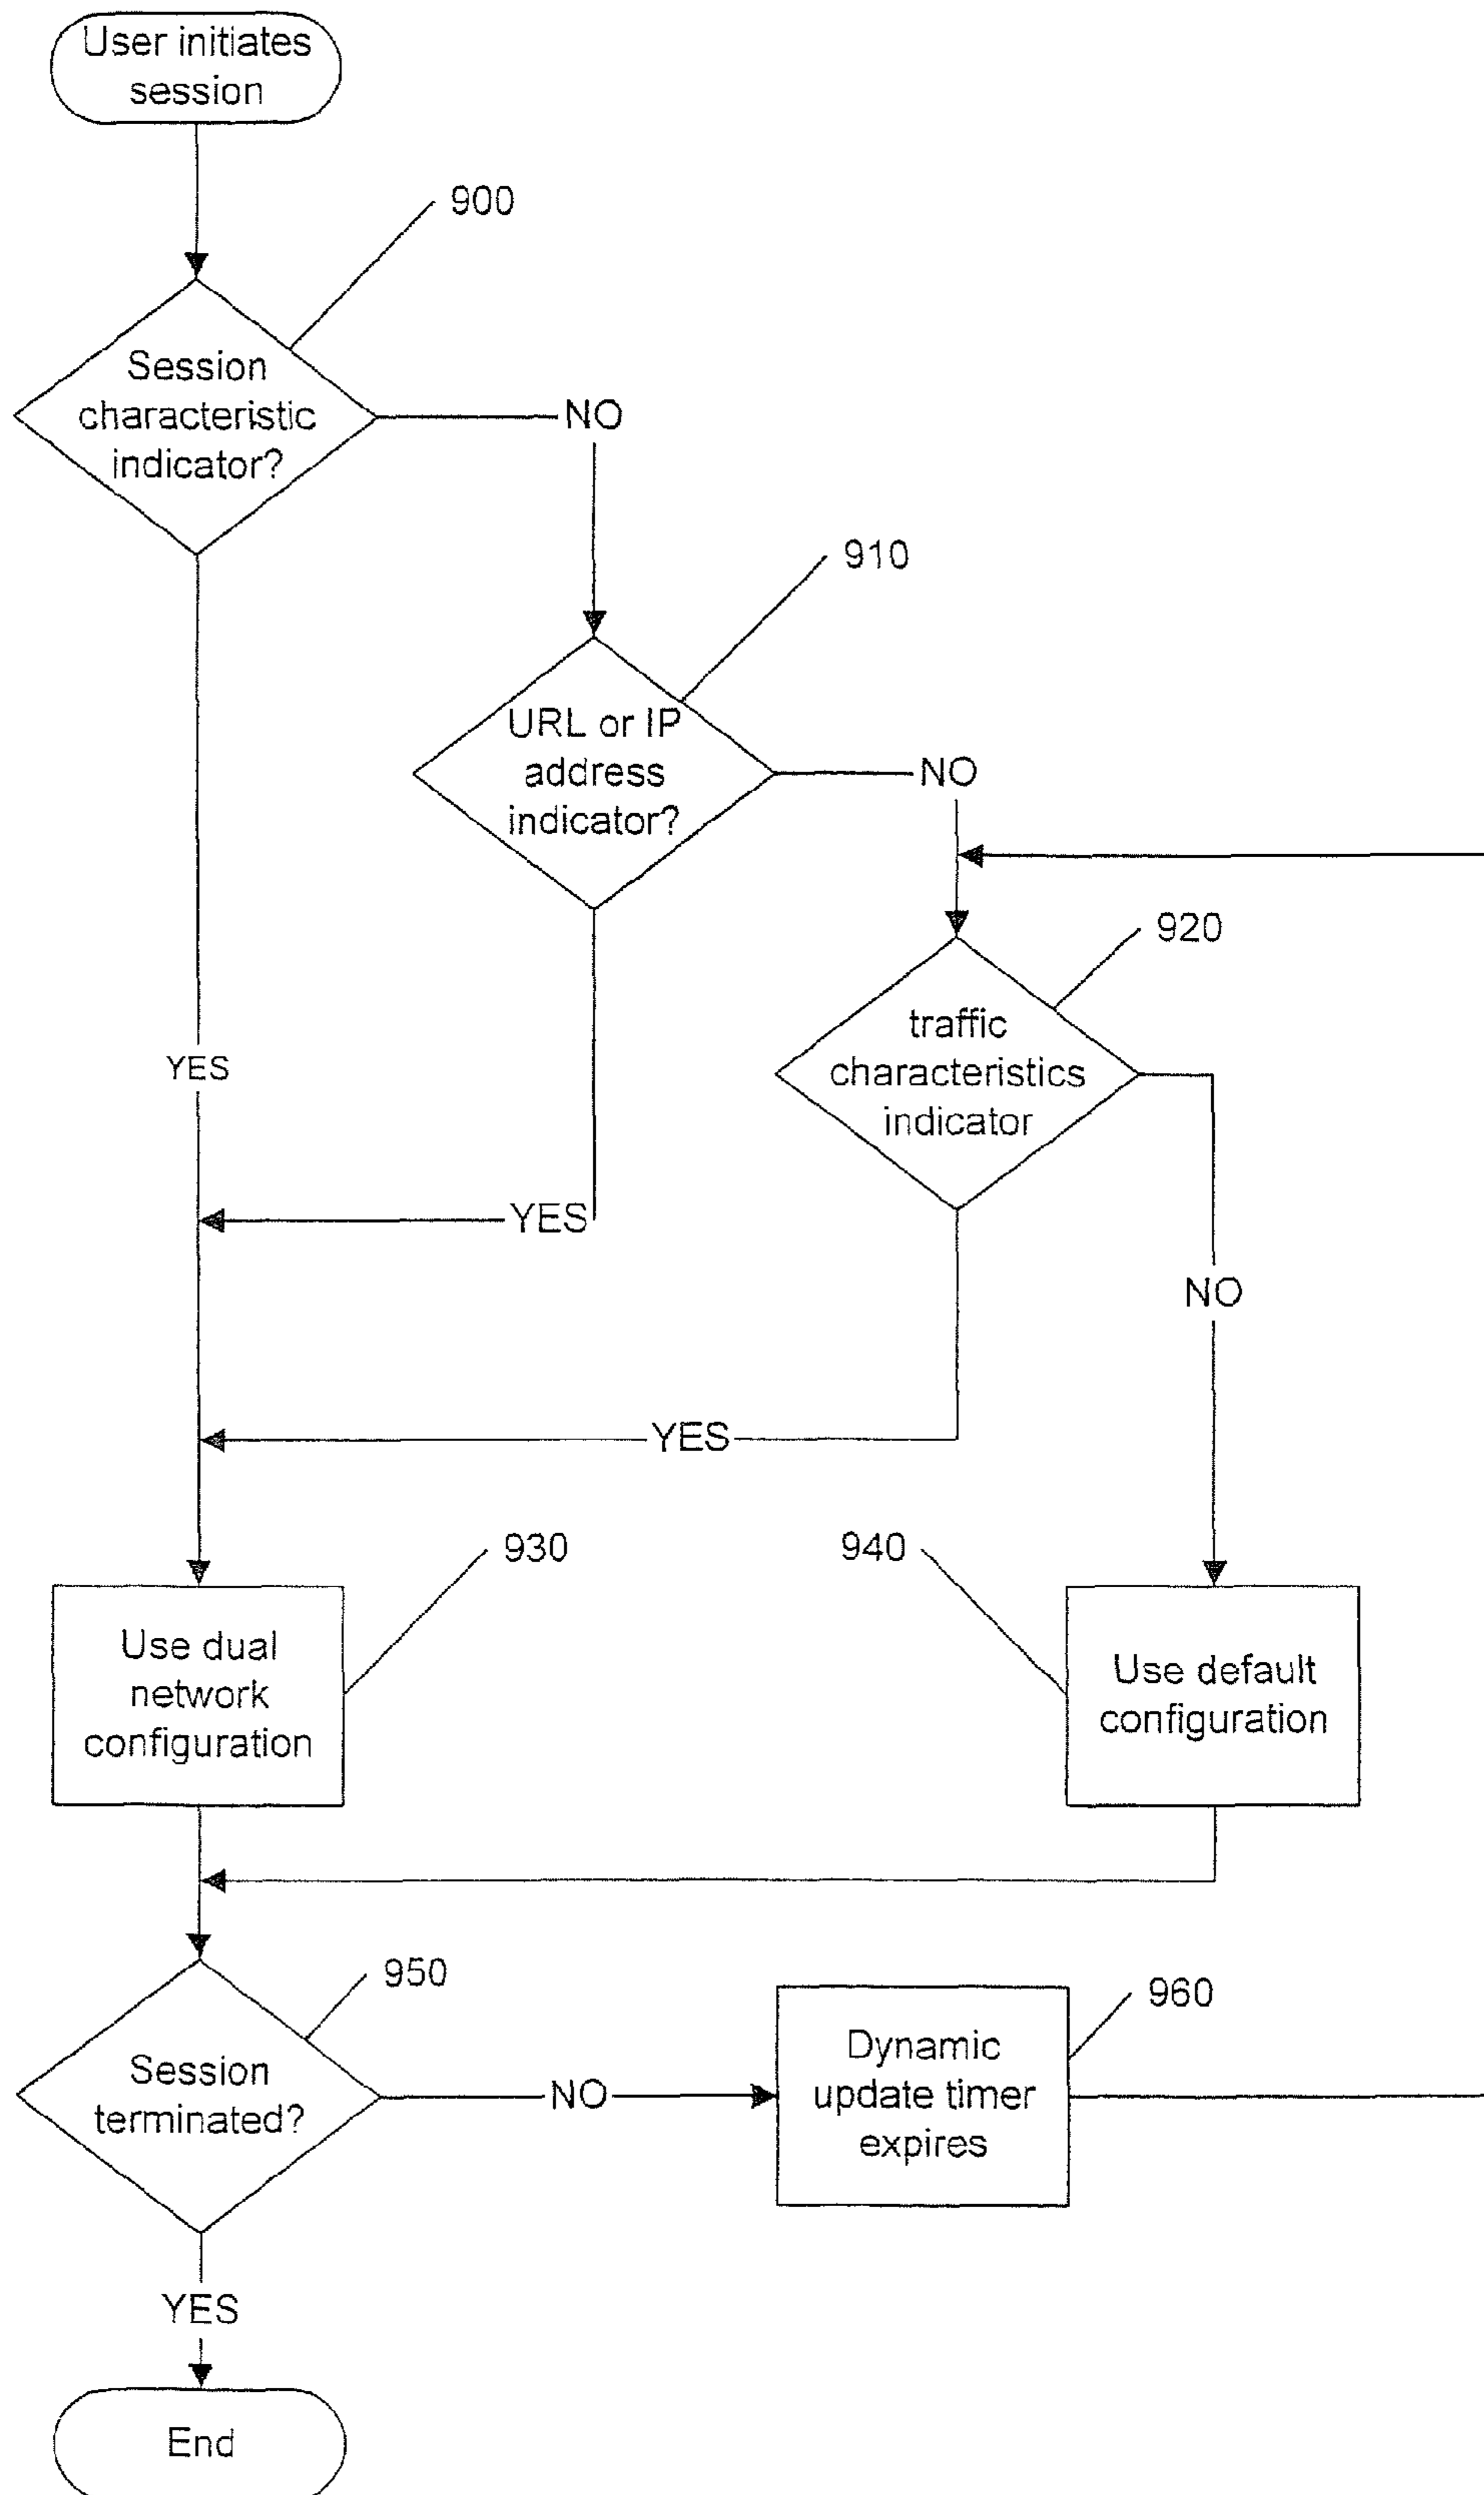 User initiates
session
900
Session
characteristic
indicator?
NO
910
URL or IP
address
indicator?
NO
920
traffic
characteristics
indicator
YES
YES
NO
YES
930
940
Use dual
network
configuration
Use default
configuration
950
960
Session
terminated?
NO
Dynamic
update timer
expires
YES
End